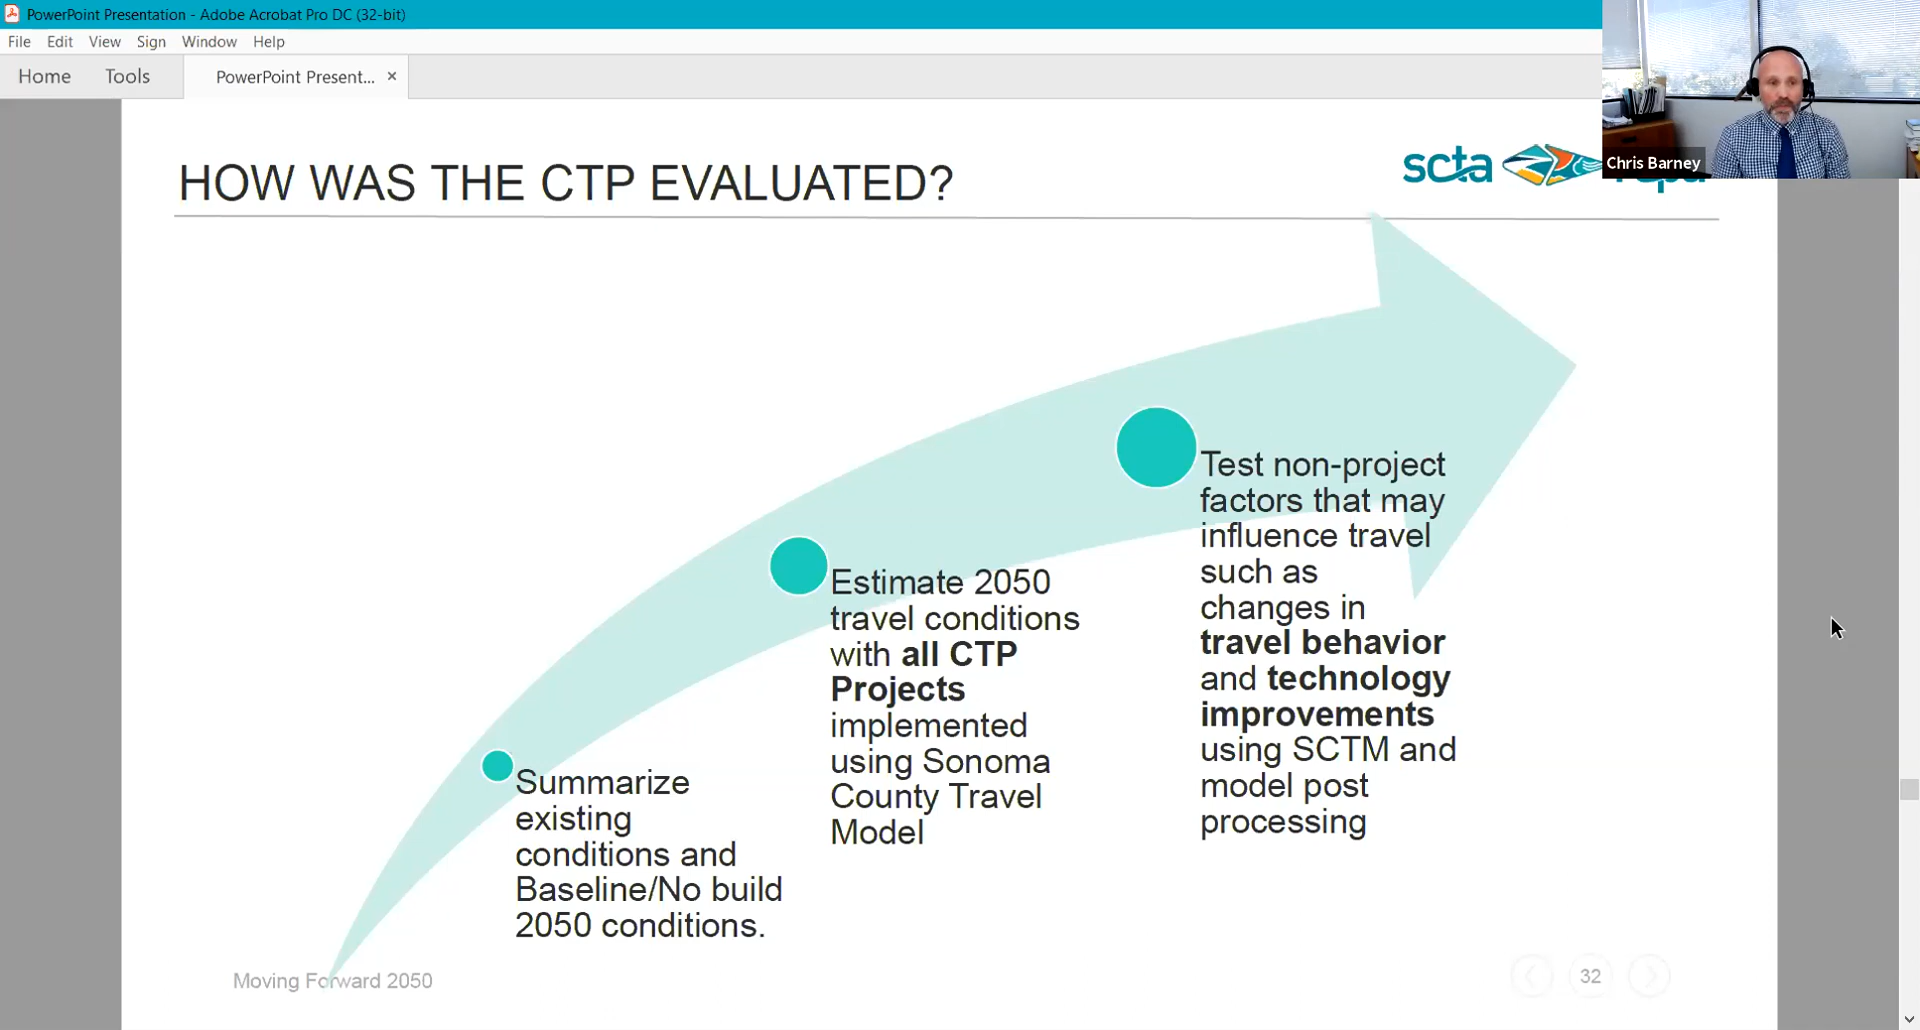 PowerPoint Presentation - Adobe Acrobat Pro DC (32-bit)
File Edit View Sign Window Help
Home Tools PowerPoint Present... ×
Chris Barney
HOW WAS THE CTP EVALUATED?
scta
Test non-project
factors that may
influence travel
such as
changes in
travel behavior
and technology
improvements
using SCTM and
model post
processing
Estimate 2050
travel conditions
with all CTP
Projects
implemented
using Sonoma
County Travel
Model
Summarize
existing
conditions and
Baseline/No build
2050 conditions.
Moving Forward 2050
32